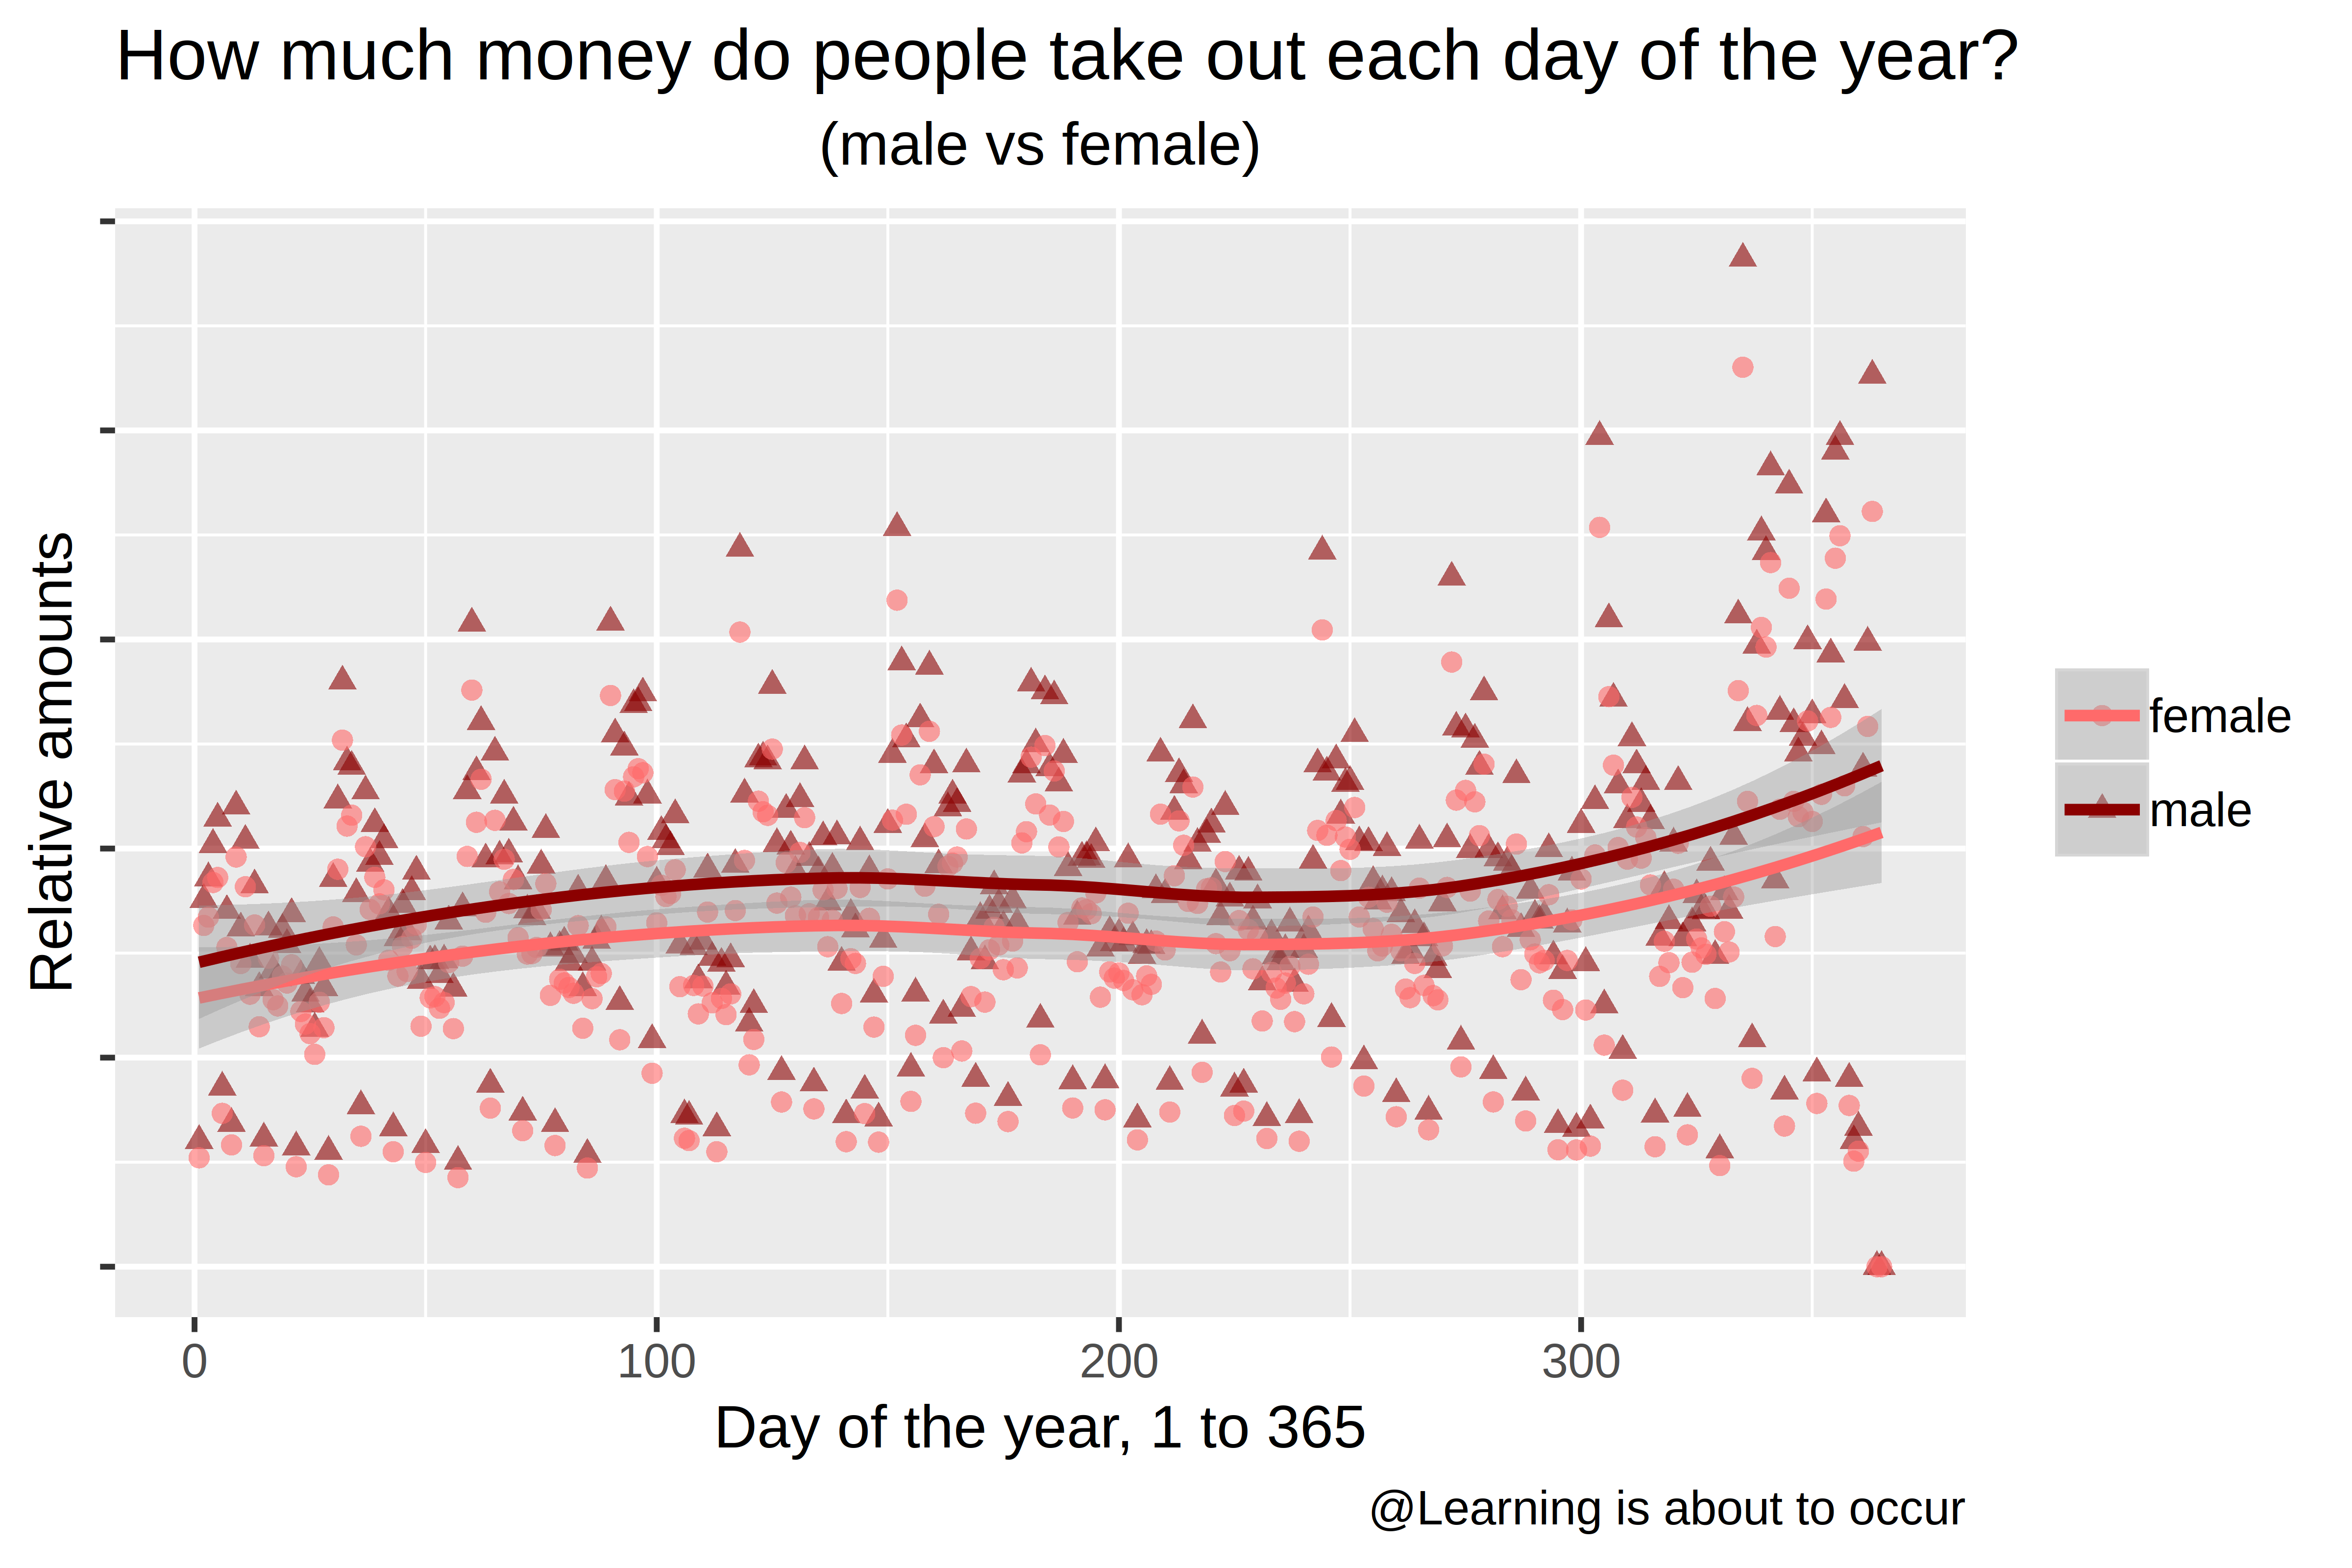 How much money do people take out each day of the year?
(male vs female)
Relative amounts
female
male
0 100 200 300
Day of the year, 1 to 365
@Learning is about to occur